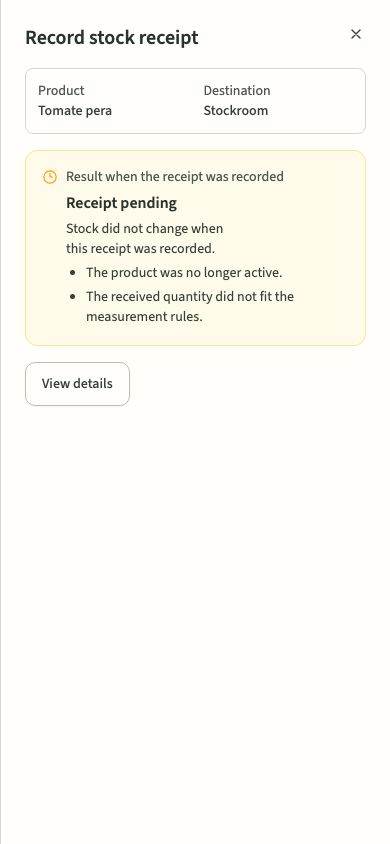 Record stock receipt
Product
Destination
Tomate pera
Stockroom
Result when the receipt was recorded
Receipt pending
Stock did not change when
this receipt was recorded.
• The product was no longer active.
• The received quantity did not fit the
measurement rules.
View details